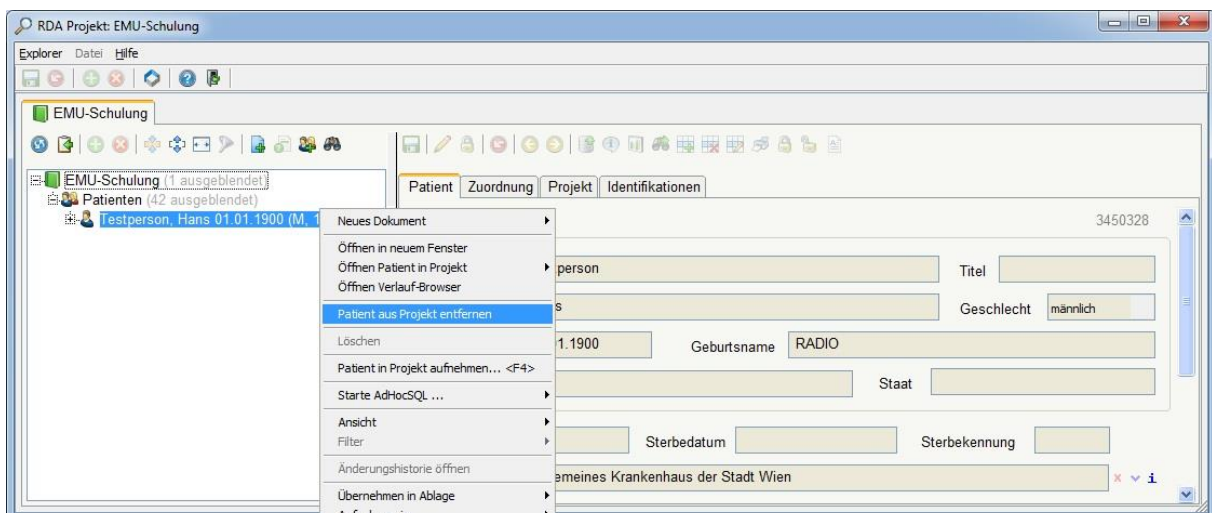 RDA Projekt: EMU-Schulung
Explorer Datei Hilfe
EMU-Schulung
EMU-Schulung (1 ausgeblendet)
Patienten (42 ausgeblendet)
Testperson, Hans 01.01.1900 (M, 1
Neues Dokument
Öffnen in neuem Fenster
Öffnen Patient in Projekt
Öffnen Verlauf-Browser
Patient aus Projekt entfernen
Löschen
Patient in Projekt aufnehmen... <F4>
Starte AdHocSQL ...
Ansicht
Filter
Änderungshistorie öffnen
Übernehmen in Ablage
Patient Zuordnung Projekt Identifikationen
3450328
person Titel
s Geschlecht männlich
1.1900 Geburtsname RADIO
Staat
Sterbedatum Sterbekennung
emeines Krankenhaus der Stadt Wien